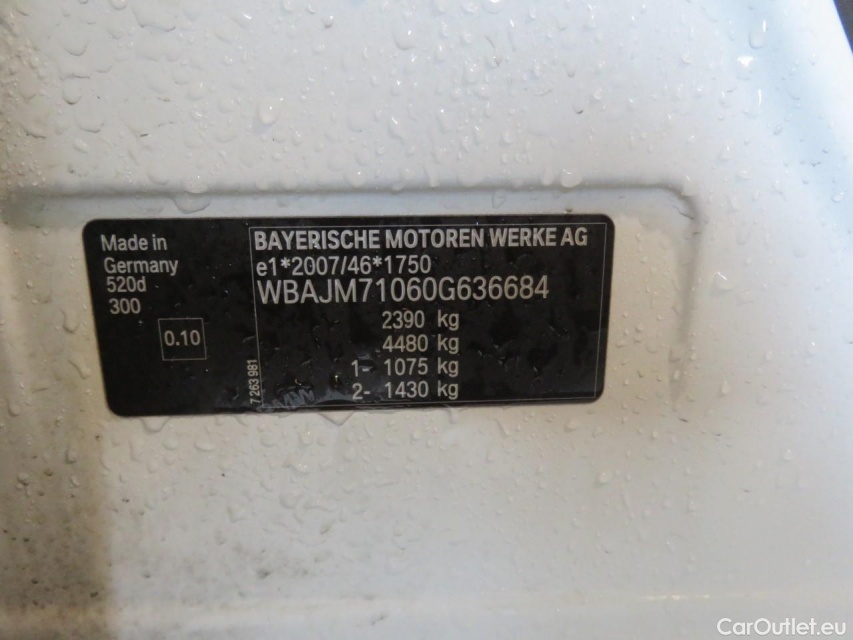 Made in
Germany
520d
300
0.10
BAYERISCHE MOTOREN WERKE AG
e1*2007/46*1750
WBAJM71060G636684
2390 kg
4480 kg
1- 1075 kg
2- 1430 kg
7 263 981
CarOutlet.eu